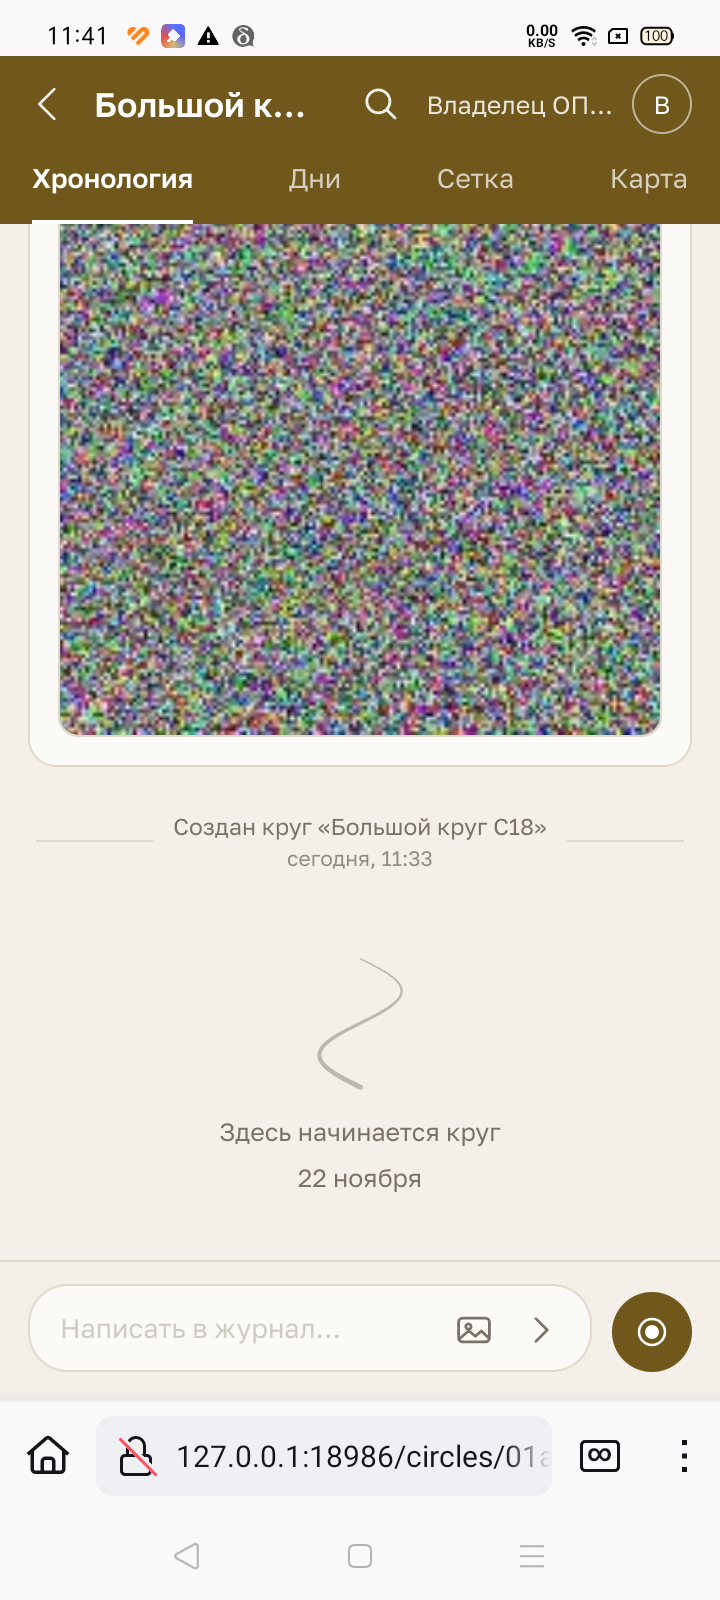 11:41
0.00
KB/S
100
Большой к...
Владелец ОП...
В
Хронология
Дни
Сетка
Карта
Создан круг «Большой круг С18»
сегодня, 11:33
Здесь начинается круг
22 ноября
Написать в журнал...
127.0.0.1:18986/circles/01a